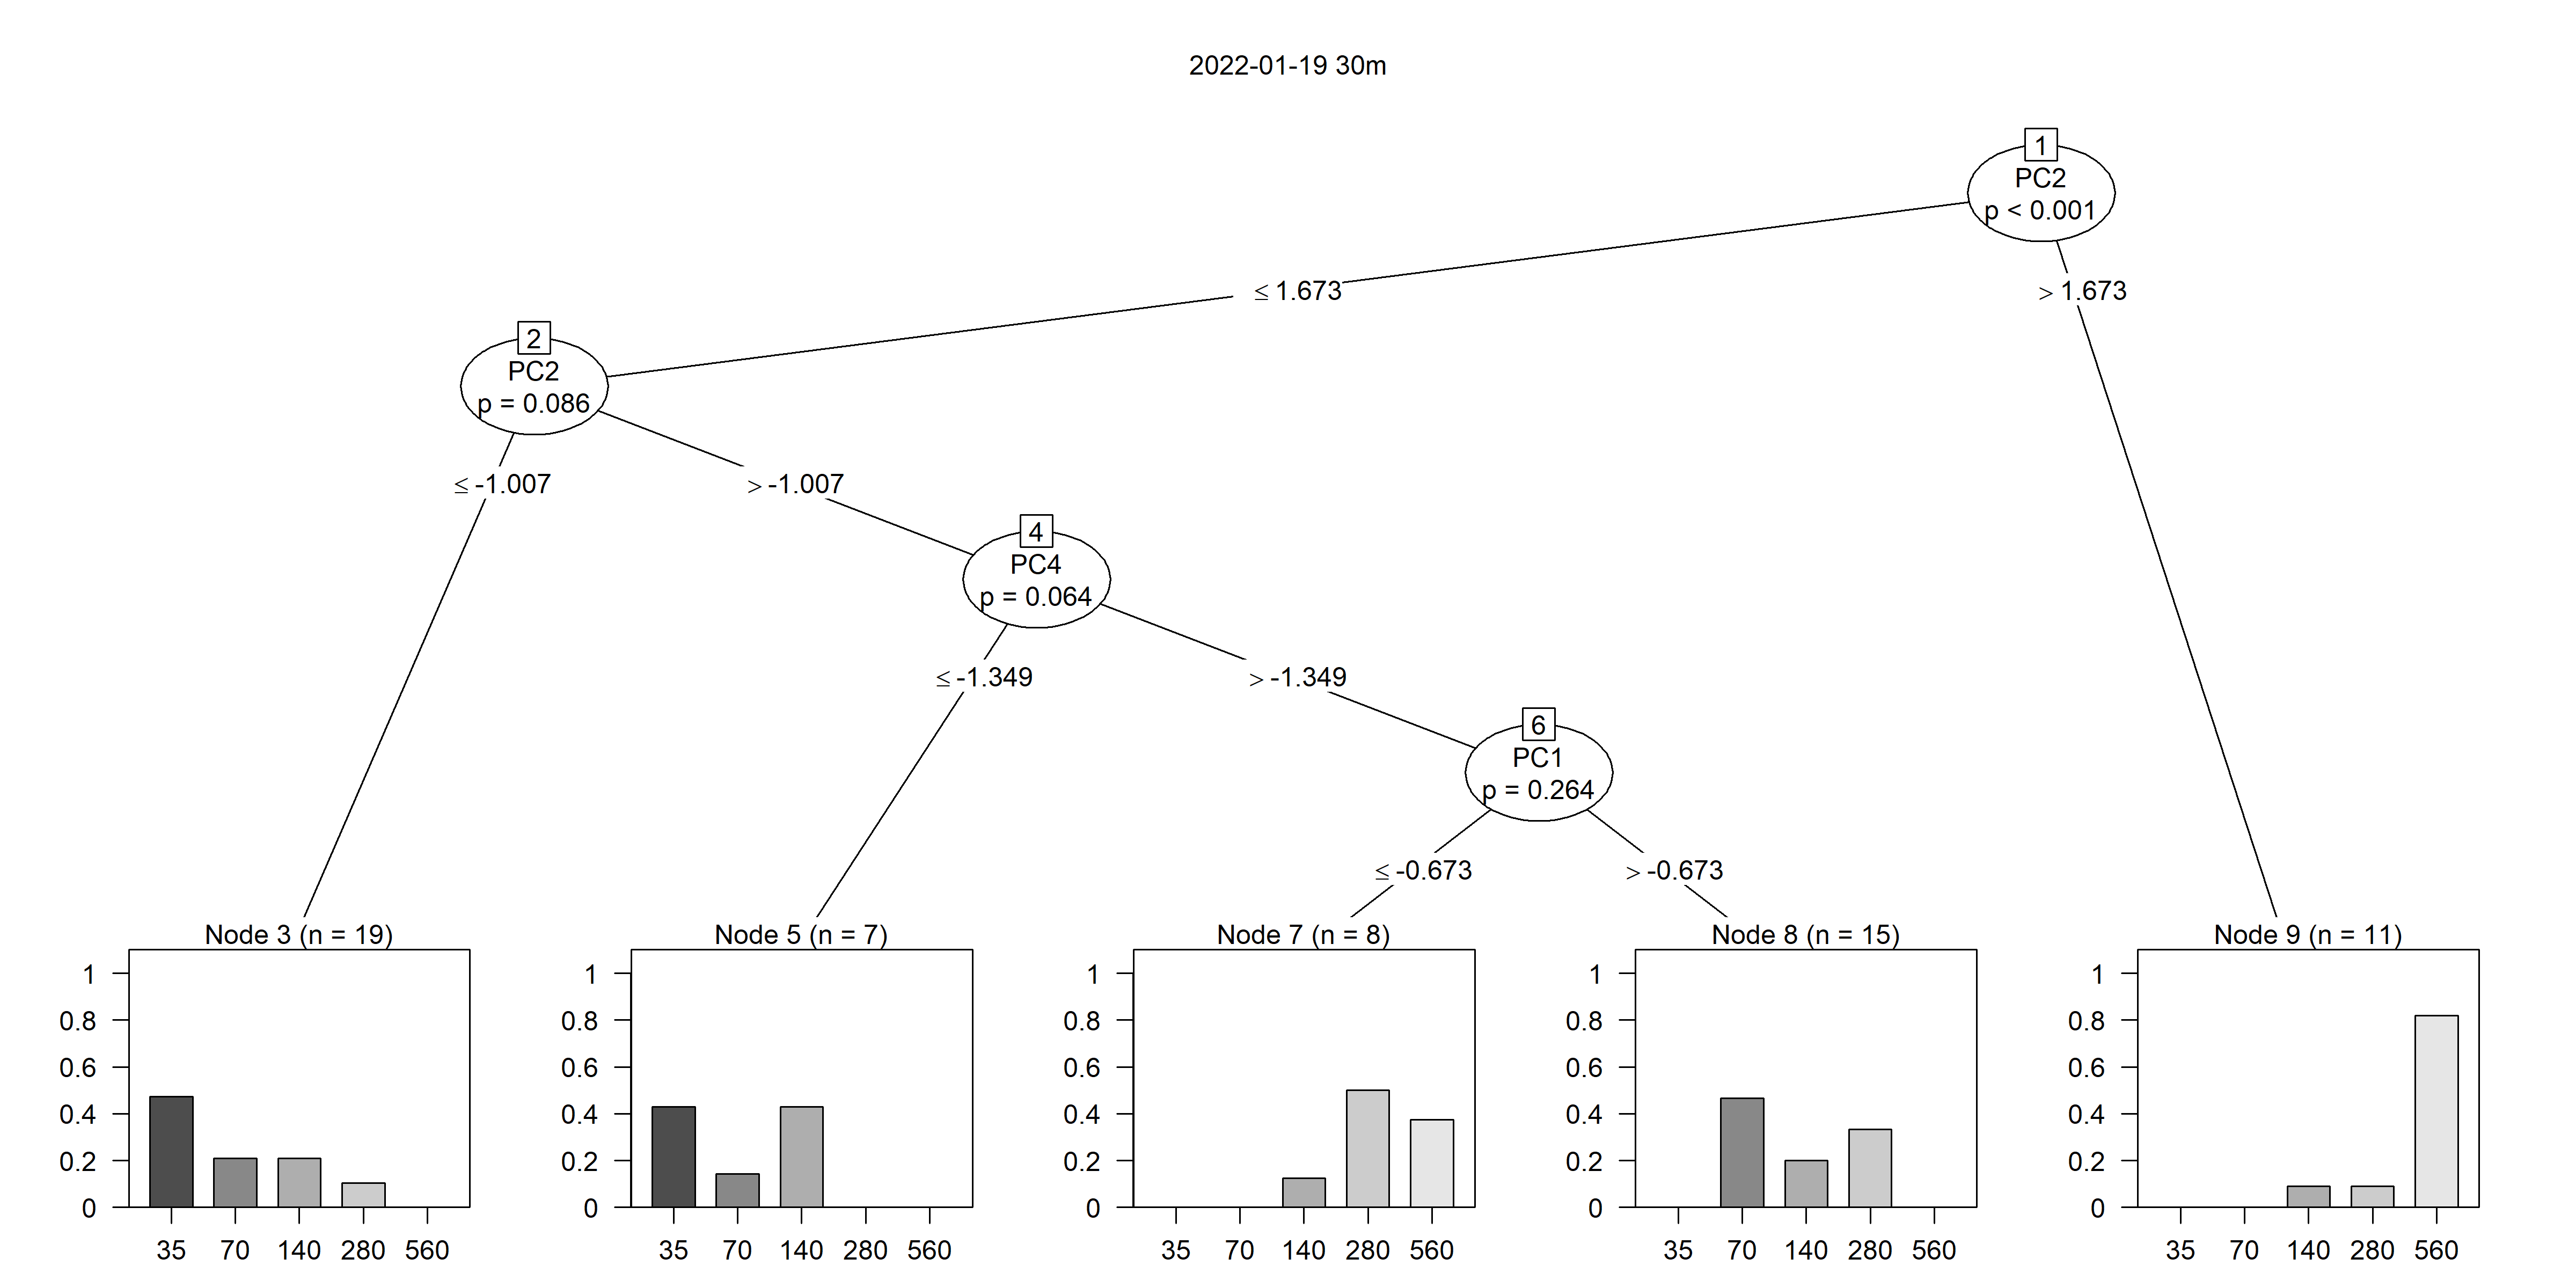 2022-01-19 30m
1
PC2
p < 0.001
≤ 1.673
> 1.673
2
PC2
p = 0.086
≤ -1.007
> -1.007
4
PC4
p = 0.064
≤ -1.349
> -1.349
6
PC1
p = 0.264
≤ -0.673
> -0.673
Node 3 (n = 19)
1
0.8
0.6
0.4
0.2
0
35 70 140 280 560
Node 5 (n = 7)
1
0.8
0.6
0.4
0.2
0
35 70 140 280 560
Node 7 (n = 8)
1
0.8
0.6
0.4
0.2
0
35 70 140 280 560
Node 8 (n = 15)
1
0.8
0.6
0.4
0.2
0
35 70 140 280 560
Node 9 (n = 11)
1
0.8
0.6
0.4
0.2
0
35 70 140 280 560